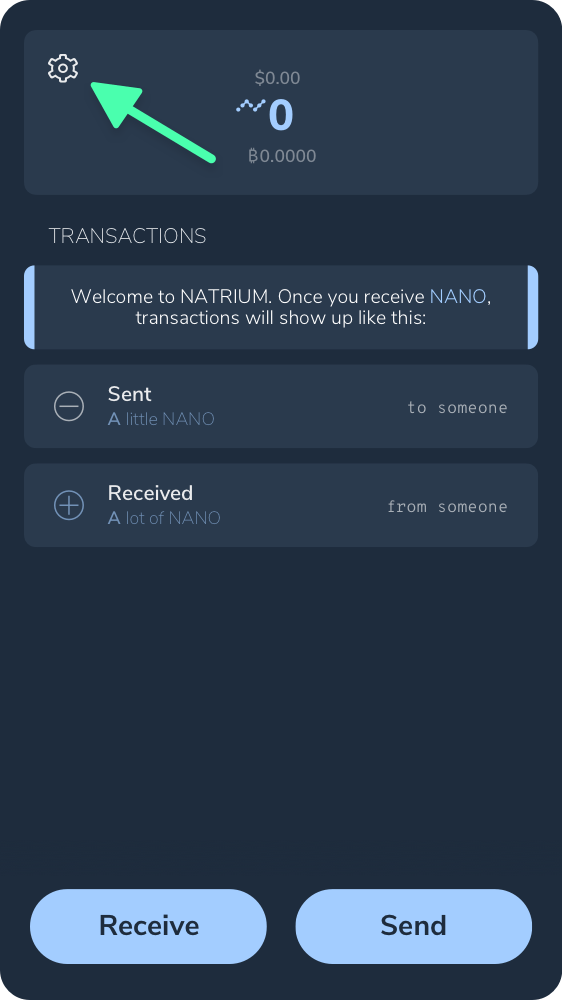 $0.00
0
₿0.0000
TRANSACTIONS
Welcome to NATRIUM. Once you receive NANO,
transactions will show up like this:
Sent
A little NANO
to someone
Received
A lot of NANO
from someone
Receive
Send